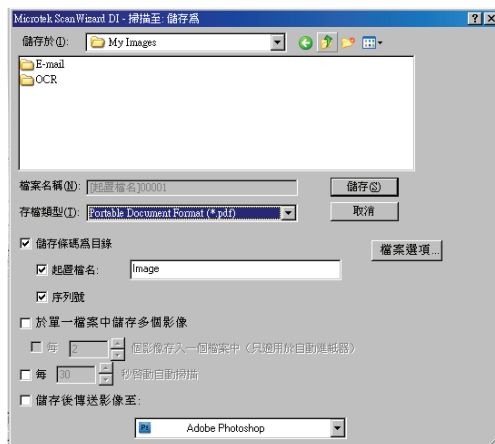 Microtek ScanWizard DI - 掃描至: 儲存為
儲存於(I): My Images
E-mail
OCR
檔案名稱(N): [起置檔名]00001
儲存(S)
存檔類型(T): Portable Document Format (*.pdf)
取消
儲存條碼為目錄
檔案選項...
起置檔名: Image
序列號
於單一檔案中儲存多個影像
每 2 個影像存入一個檔案中（只適用於自動進紙器）
每 30 秒啓動自動掃描
儲存後傳送影像至:
Ps Adobe Photoshop